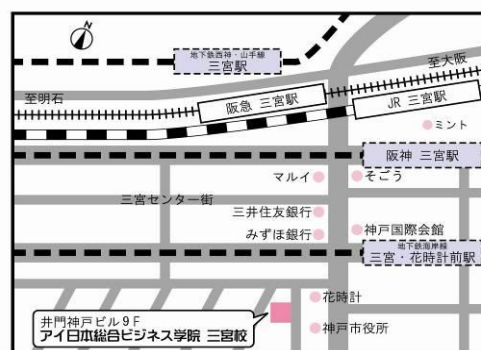 N
地下鉄西神・山手線
三宮駅
至大阪
至明石
阪急 三宮駅
JR 三宮駅
ミント
阪神 三宮駅
マルイ
そごう
三宮センター街
三井住友銀行
みずほ銀行
神戸国際会館
地下鉄海岸線
三宮・花時計前駅
花時計
井門神戸ビル9F
アイ日本総合ビジネス学院 三宮校
神戸市役所